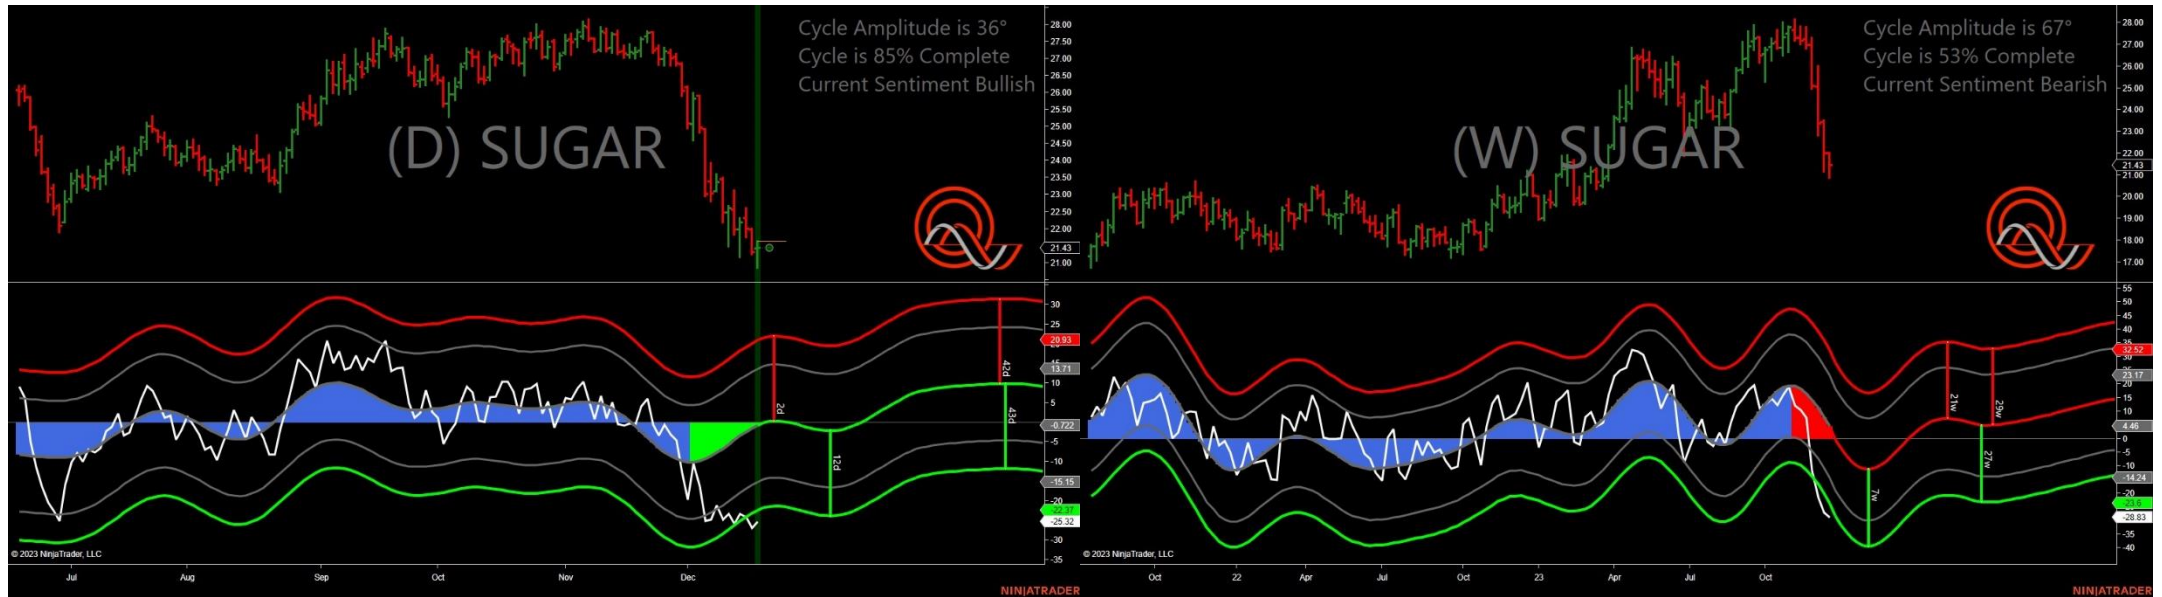 Cycle Amplitude is 36°
Cycle is 85% Complete
Current Sentiment Bullish
(D) SUGAR
28.00
27.50
27.00
26.50
26.00
25.50
25.00
24.50
24.00
23.50
23.00
22.50
22.00
21.43
21.00
30
25
20.93
15
13.71
10
5
-0.722
-5
-10
-15.15
-20
-22.37
-25.32
-30
-35
2d
12d
42d
43d
© 2023 NinjaTrader, LLC
Jul Aug Sep Oct Nov Dec
NINJATRADER
Cycle Amplitude is 67°
Cycle is 53% Complete
Current Sentiment Bearish
(W) SUGAR
28.00
27.00
26.00
25.00
24.00
23.00
22.00
21.43
21.00
20.00
19.00
18.00
17.00
55
50
45
40
35
32.52
23.17
20
15
10
4.46
0
-5
-10
-14.24
-20
-23.6
-28.83
-35
-40
7w
21w
27w
29w
© 2023 NinjaTrader, LLC
Oct 22 Apr Jul Oct 23 Apr Jul Oct
NINJATRADER